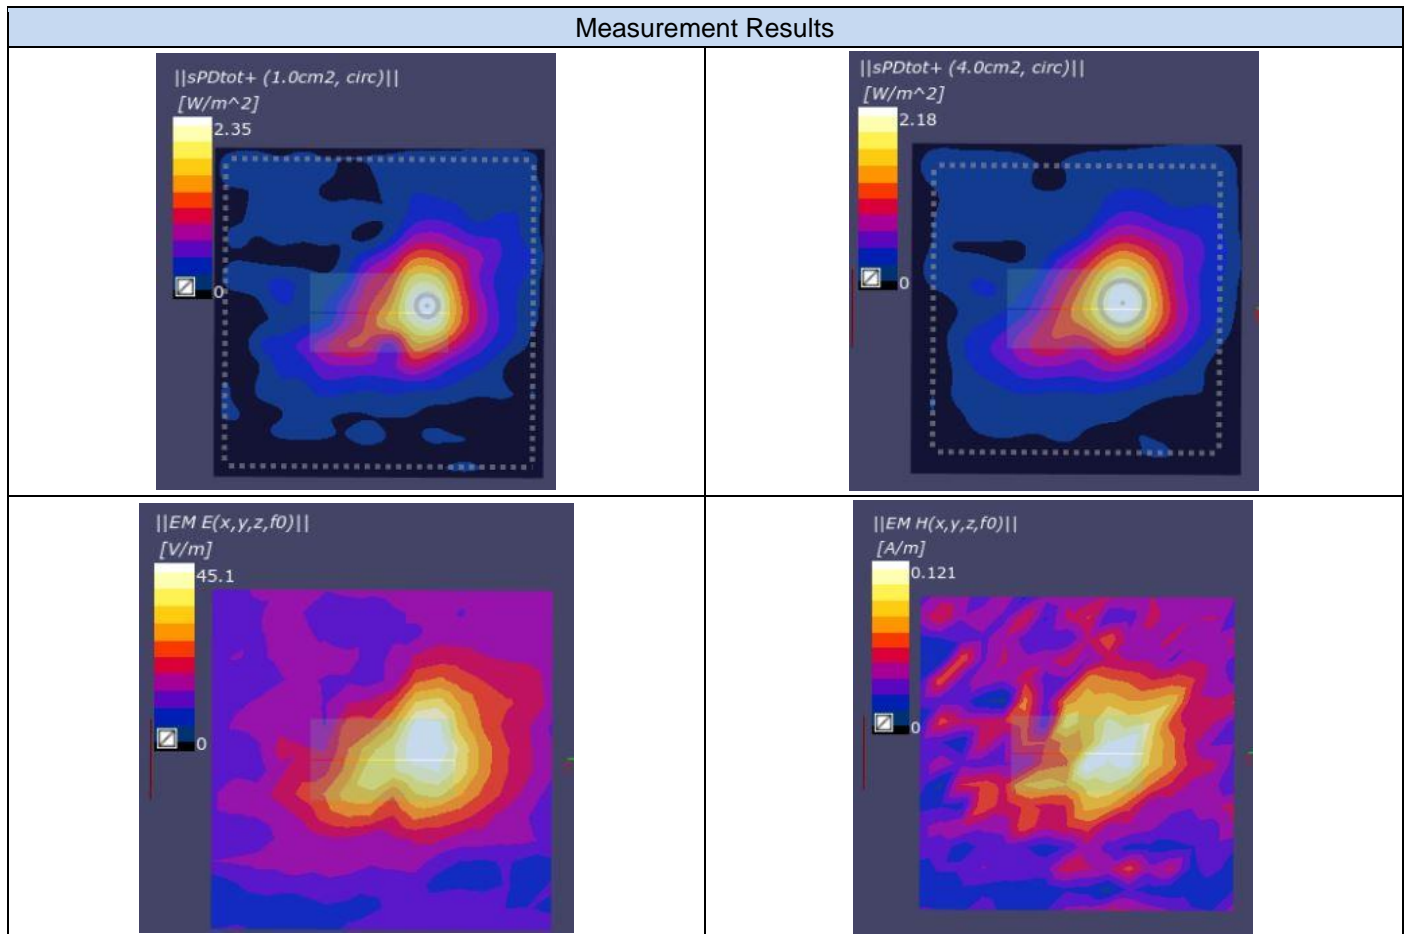 Measurement Results
||sPDtot+ (1.0cm2, circ)||
[W/m^2]
2.35
0
||sPDtot+ (4.0cm2, circ)||
[W/m^2]
2.18
0
||EM E(x,y,z,f0)||
[V/m]
45.1
0
||EM H(x,y,z,f0)||
[A/m]
0.121
0